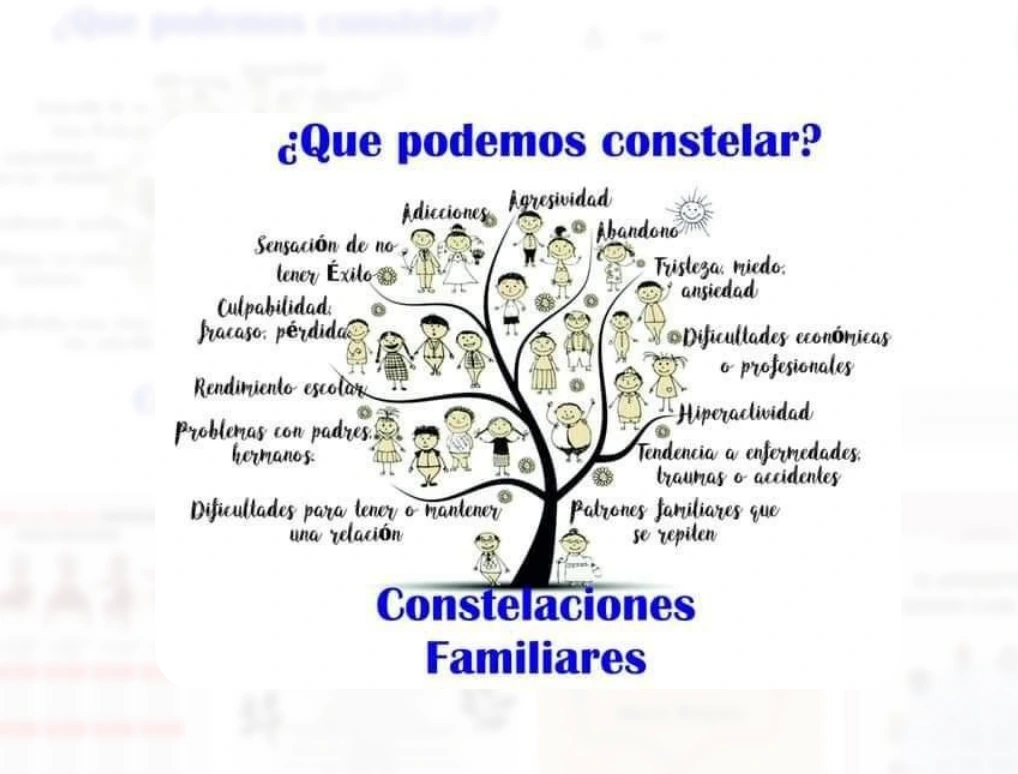 ¿Que podemos constelar?
Adicciones
Agresividad
Abandono
Sensación de no
tener Éxito
Tristeza, miedo,
ansiedad
Culpabilidad,
fracaso, pérdida
Dificultades económicas
o profesionales
Rendimiento escolar
Hiperactividad
Problemas con padres,
hermanos.
Tendencia a enfermedades,
traumas o accidentes
Dificultades para tener o mantener
una relación
Patrones familiares que
se repiten
Constelaciones
Familiares